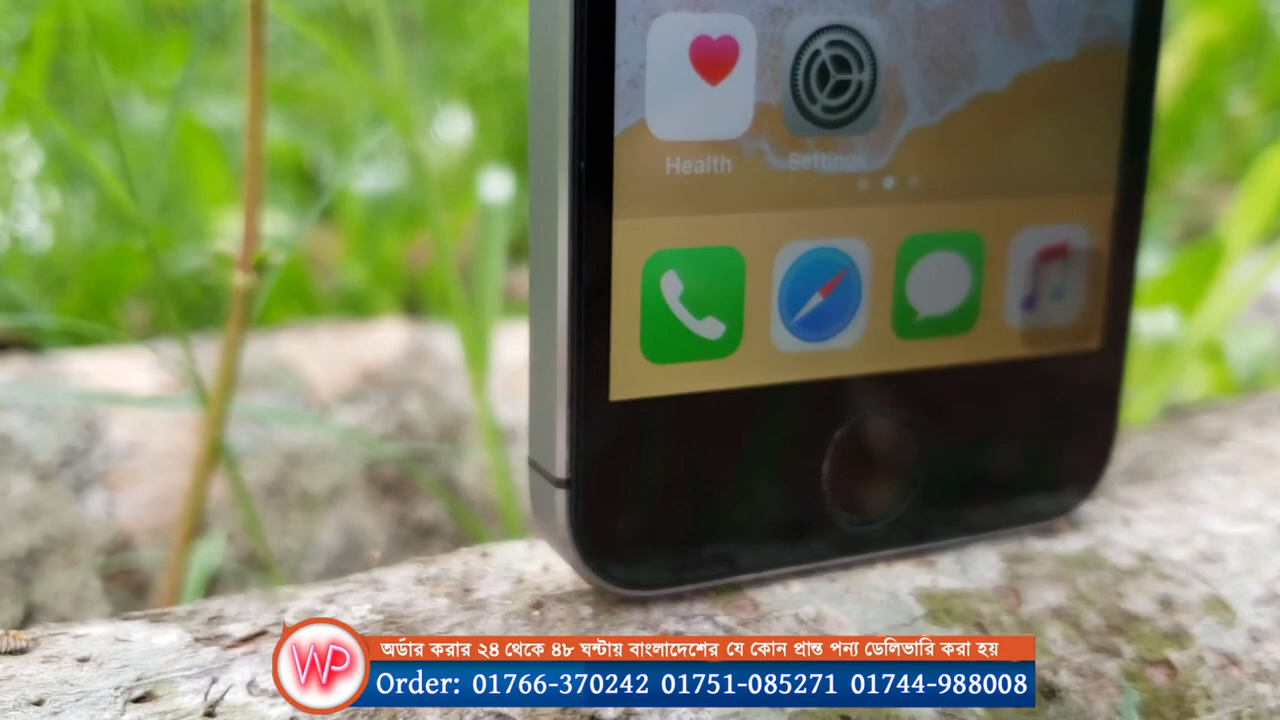 Health Settings
WP
অর্ডার করার ২৪ থেকে ৪৮ ঘন্টায় বাংলাদেশের যে কোন প্রান্ত পন্য ডেলিভারি করা হয়
Order: 01766-370242 01751-085271 01744-988008